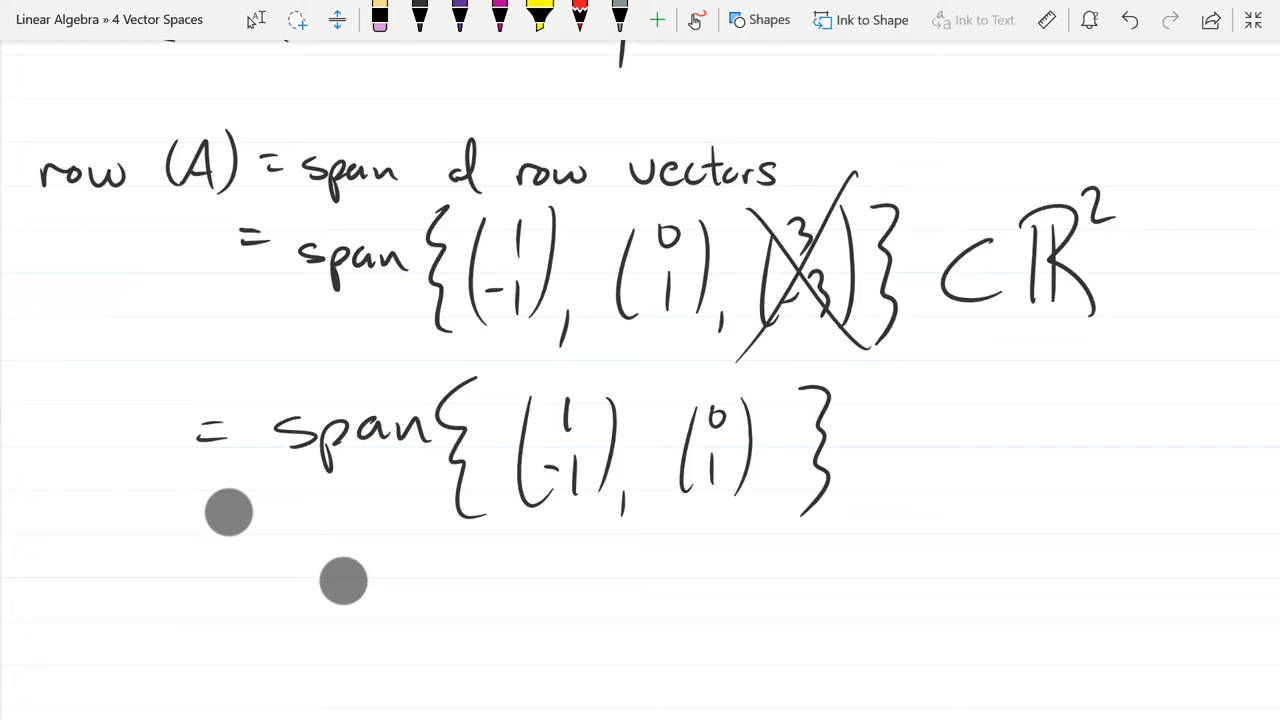 Linear Algebra » 4 Vector Spaces Shapes Ink to Shape Ink to Text
row (A) = span of row vectors
= span { (1 -1), (0 1), (3 -3) } ⊂ ℝ²
= span { (1 -1), (0 1) }